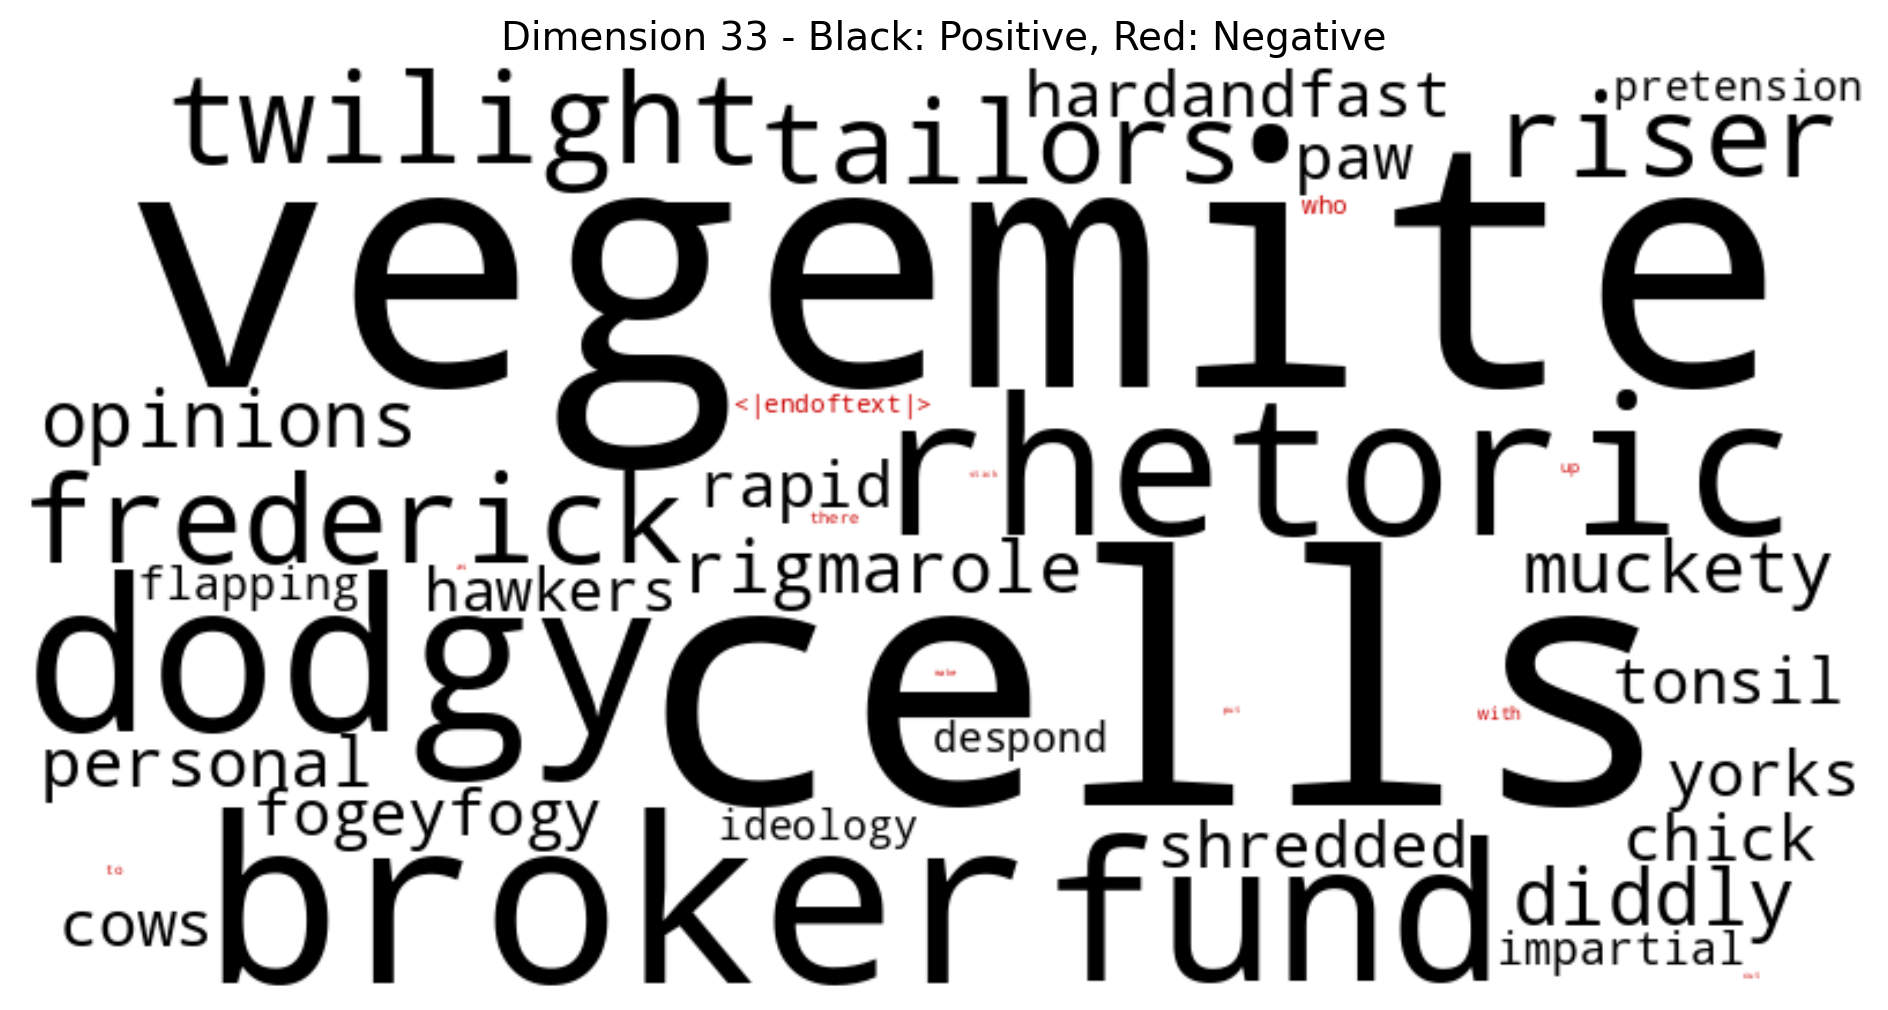 Dimension 33 - Black: Positive, Red: Negative
twilight
tailors
hardandfast
paw
riser
pretension
who
vegemite
opinions
<|endoftext|>
rhetoric
up
frederick
rapid
there
rigmarole
muckety
flapping
hawkers
dodgy
cells
make
put
with
tonsil
despond
personal
yorks
fogeyfogy
ideology
broker
fund
shredded
chick
to
cows
diddly
impartial